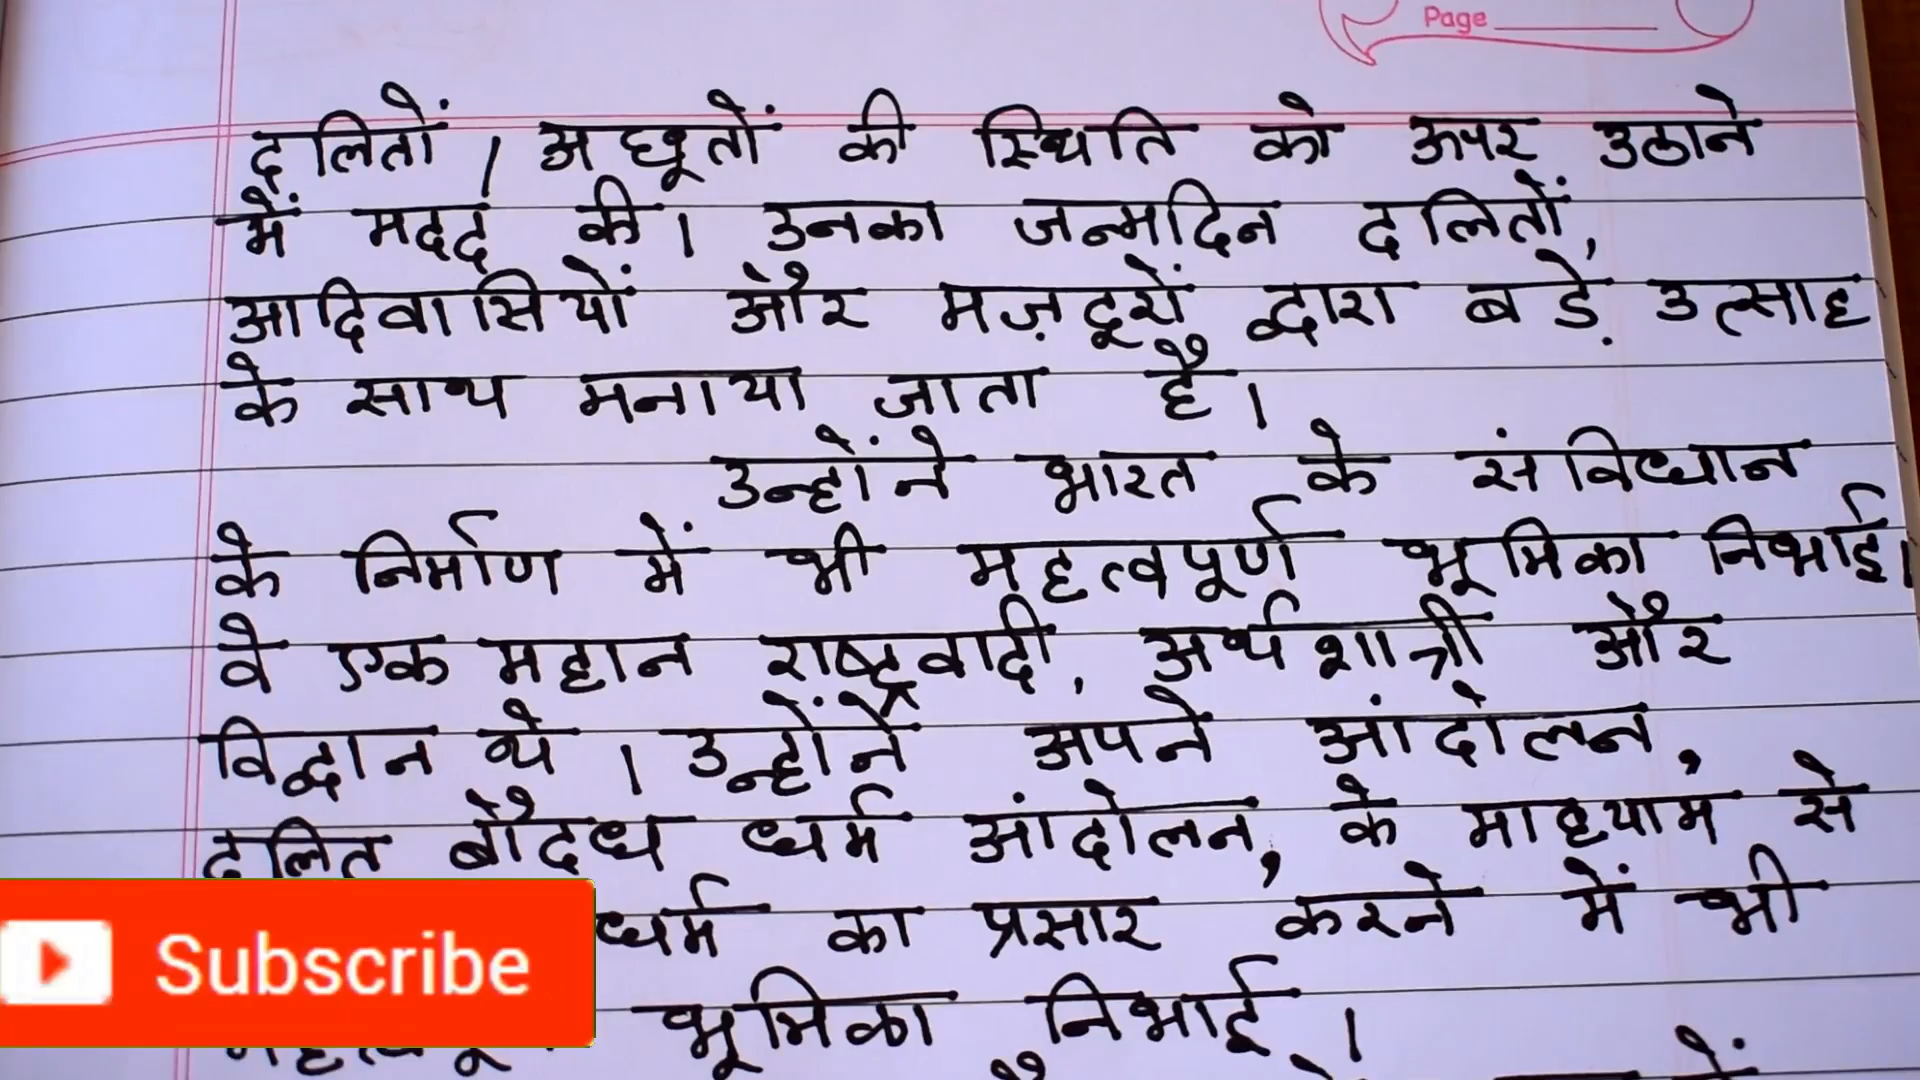 Page
दलितों / अछूतों की स्थिति को ऊपर उठाने
में मदद की। उनका जन्मदिन दलितों,
आदिवासियों और मज़दूरों द्वारा बड़े उत्साह
के साथ मनाया जाता है।
उन्होंने भारत के संविधान
के निर्माण में भी महत्वपूर्ण भूमिका निभाई।
वे एक महान राष्ट्रवादी, अर्थशात्री और
विद्वान थे। उन्होंने अपने आंदोलन,
दलित बौदध धर्म आंदोलन, के माध्याम से
धर्म का प्रसार करने में भी
Subscribe
भूमिका निभाई।